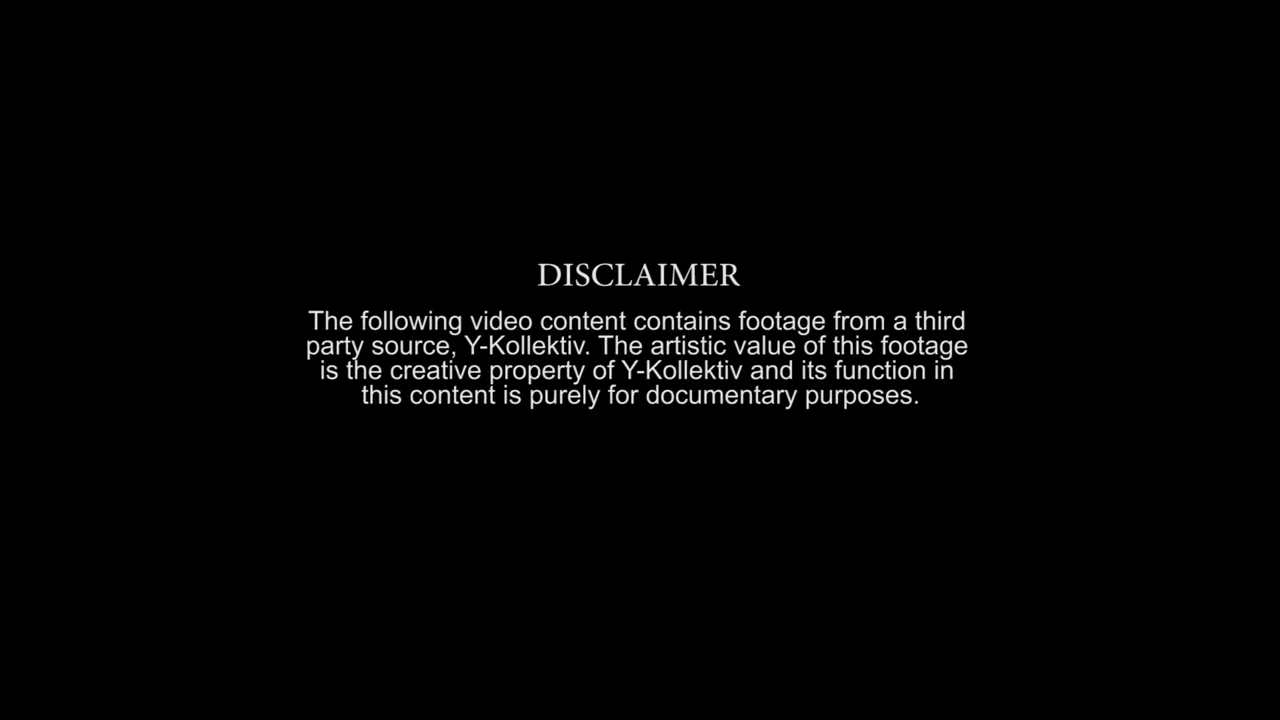 DISCLAIMER
The following video content contains footage from a third
party source, Y-Kollektiv. The artistic value of this footage
is the creative property of Y-Kollektiv and its function in
this content is purely for documentary purposes.